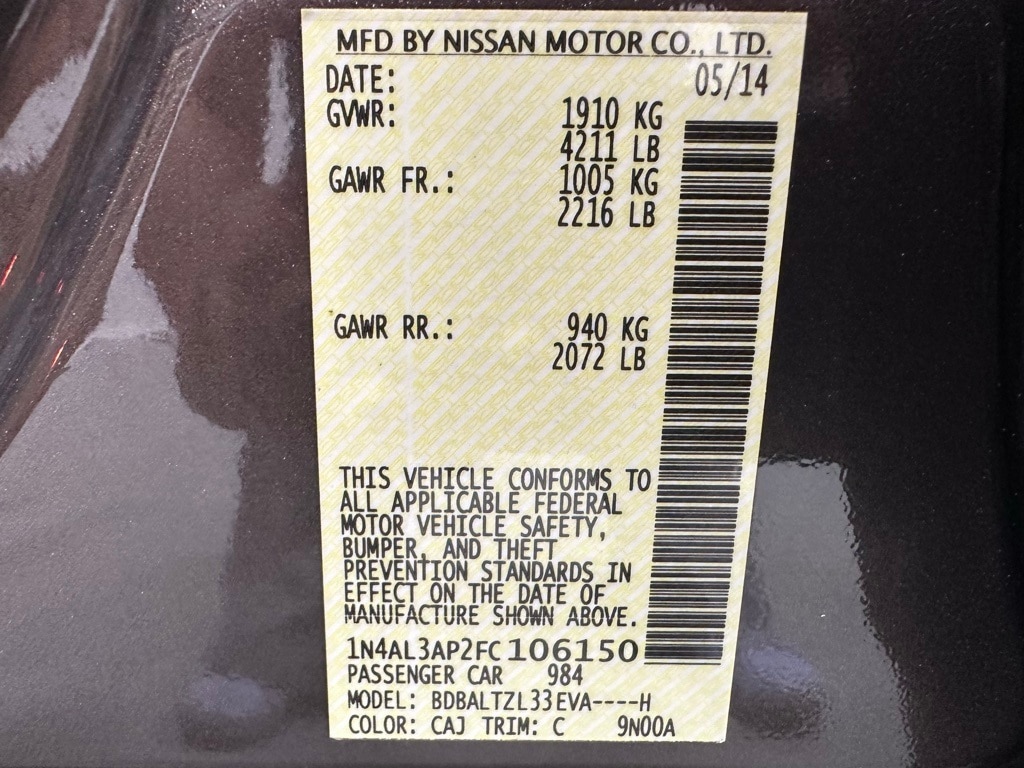 MFD BY NISSAN MOTOR CO., LTD.
DATE: 05/14
GVWR: 1910 KG
4211 LB
GAWR FR.: 1005 KG
2216 LB
GAWR RR.: 940 KG
2072 LB
THIS VEHICLE CONFORMS TO
ALL APPLICABLE FEDERAL
MOTOR VEHICLE SAFETY,
BUMPER, AND THEFT
PREVENTION STANDARDS IN
EFFECT ON THE DATE OF
MANUFACTURE SHOWN ABOVE.
1N4AL3AP2FC106150
PASSENGER CAR 984
MODEL: BDBALTZL33EVA----H
COLOR: CAJ TRIM: C 9N00A